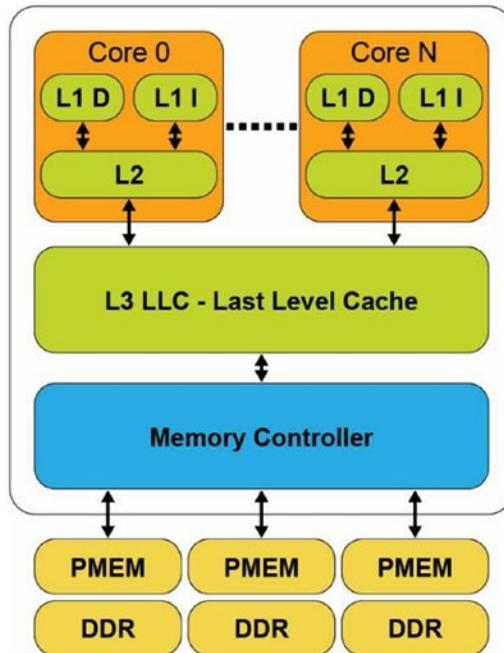 Core 0
Core N
L1 D
L1 I
L1 D
L1 I
L2
L2
L3 LLC - Last Level Cache
Memory Controller
PMEM
PMEM
PMEM
DDR
DDR
DDR